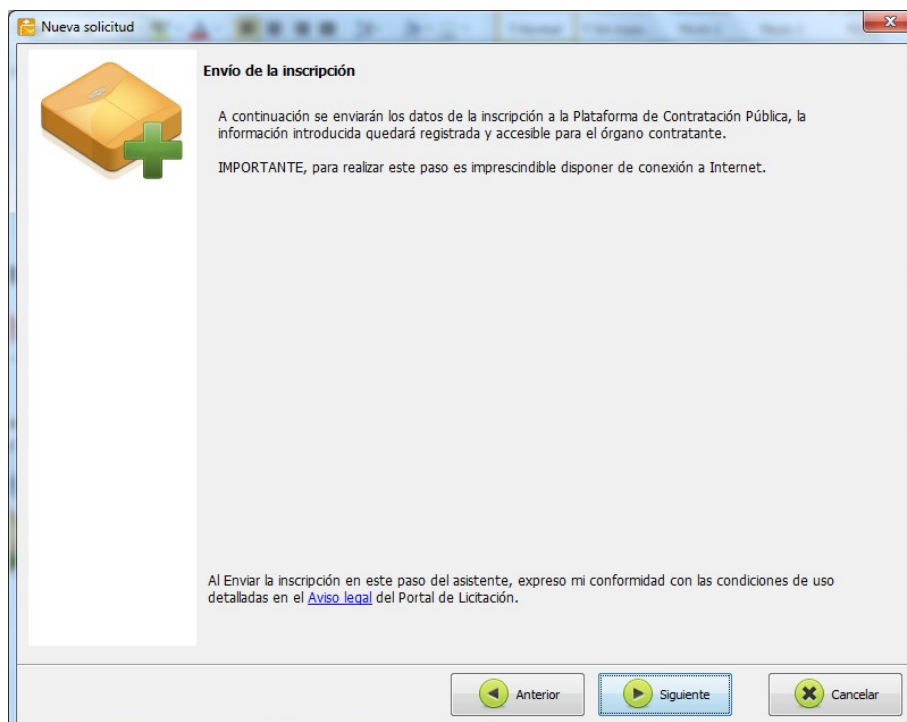 Nueva solicitud
Envío de la inscripción
A continuación se enviarán los datos de la inscripción a la Plataforma de Contratación Pública, la
información introducida quedará registrada y accesible para el órgano contratante.
IMPORTANTE, para realizar este paso es imprescindible disponer de conexión a Internet.
Al Enviar la inscripción en este paso del asistente, expreso mi conformidad con las condiciones de uso
detalladas en el Aviso legal del Portal de Licitación.
Anterior
Siguiente
Cancelar